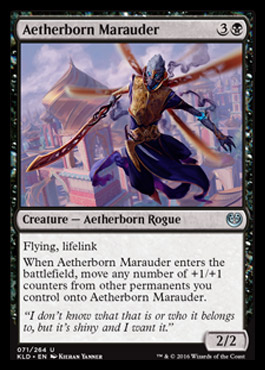 Aetherborn Marauder 3
Creature — Aetherborn Rogue
Flying, lifelink
When Aetherborn Marauder enters the
battlefield, move any number of +1/+1
counters from other permanents you
control onto Aetherborn Marauder.
"I don't know what that is or who it belongs
to, but it's shiny and I want it."
2/2
071/264 U
KLD • EN KIERAN YANNER
™ & © 2016 Wizards of the Coast